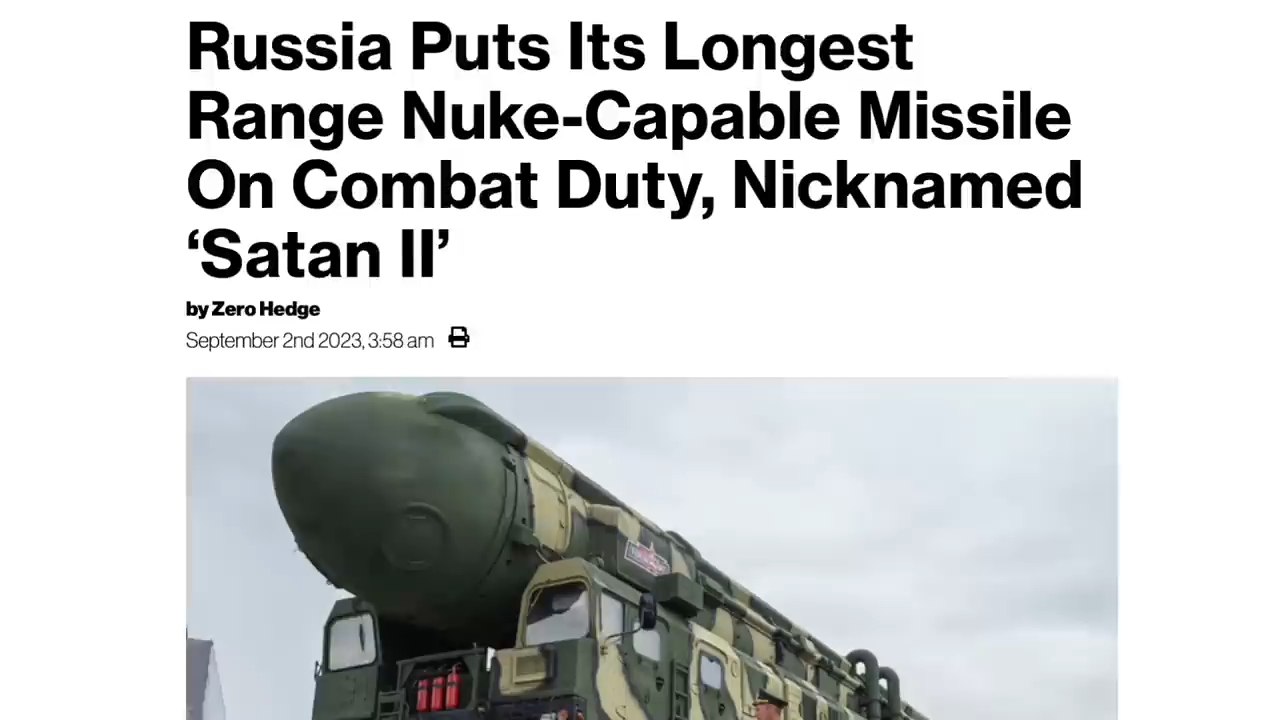 Russia Puts Its Longest
Range Nuke-Capable Missile
On Combat Duty, Nicknamed
‘Satan II’
by Zero Hedge
September 2nd 2023, 3:58 am